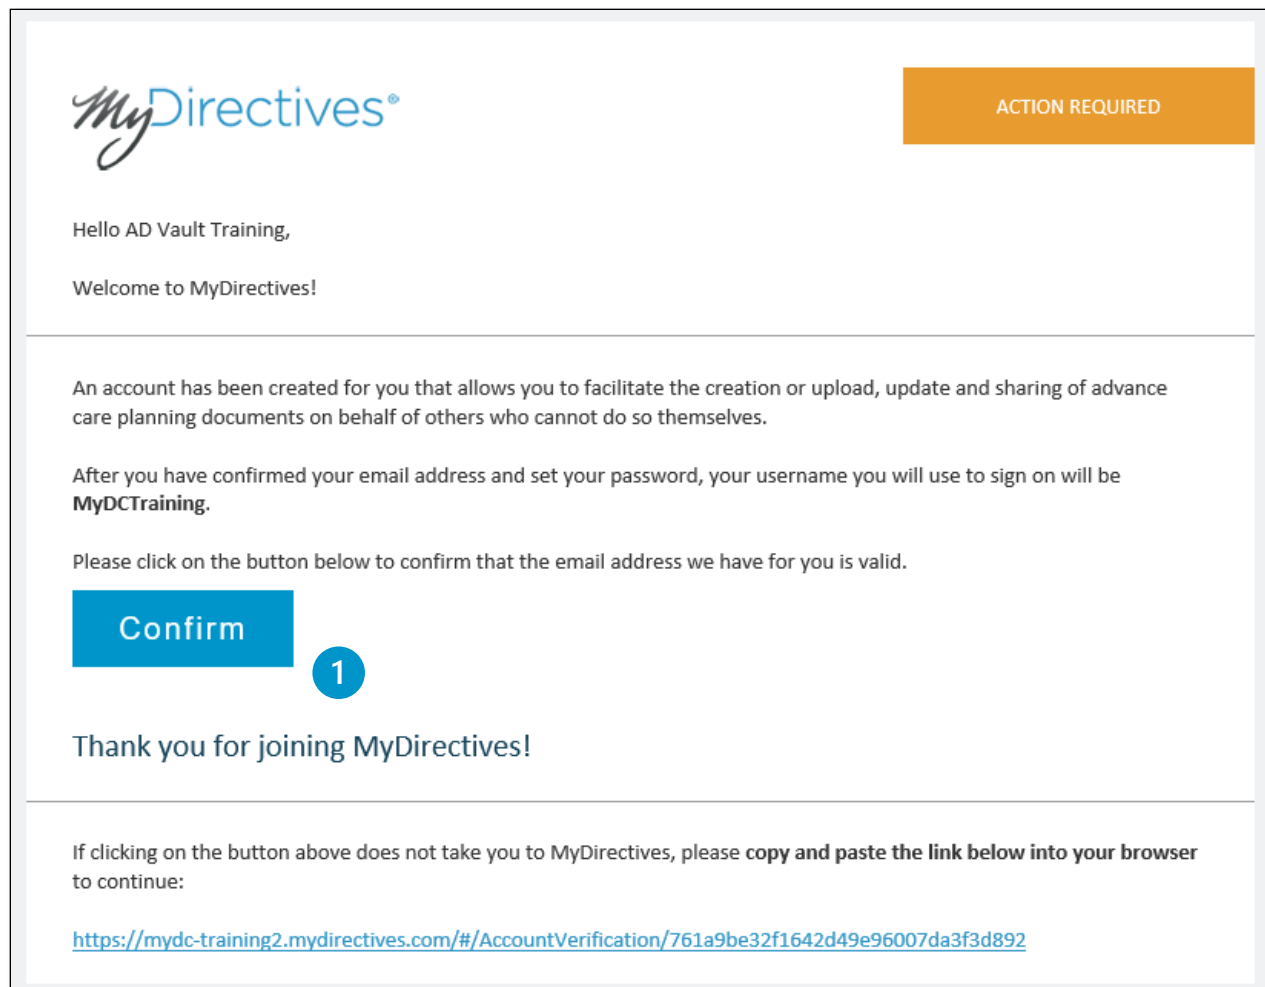 MyDirectives®
ACTION REQUIRED
Hello AD Vault Training,
Welcome to MyDirectives!
An account has been created for you that allows you to facilitate the creation or upload, update and sharing of advance
care planning documents on behalf of others who cannot do so themselves.
After you have confirmed your email address and set your password, your username you will use to sign on will be
MyDCTraining.
Please click on the button below to confirm that the email address we have for you is valid.
Confirm
1
Thank you for joining MyDirectives!
If clicking on the button above does not take you to MyDirectives, please copy and paste the link below into your browser
to continue:
https://mydc-training2.mydirectives.com/#/AccountVerification/761a9be32f1642d49e96007da3f3d892